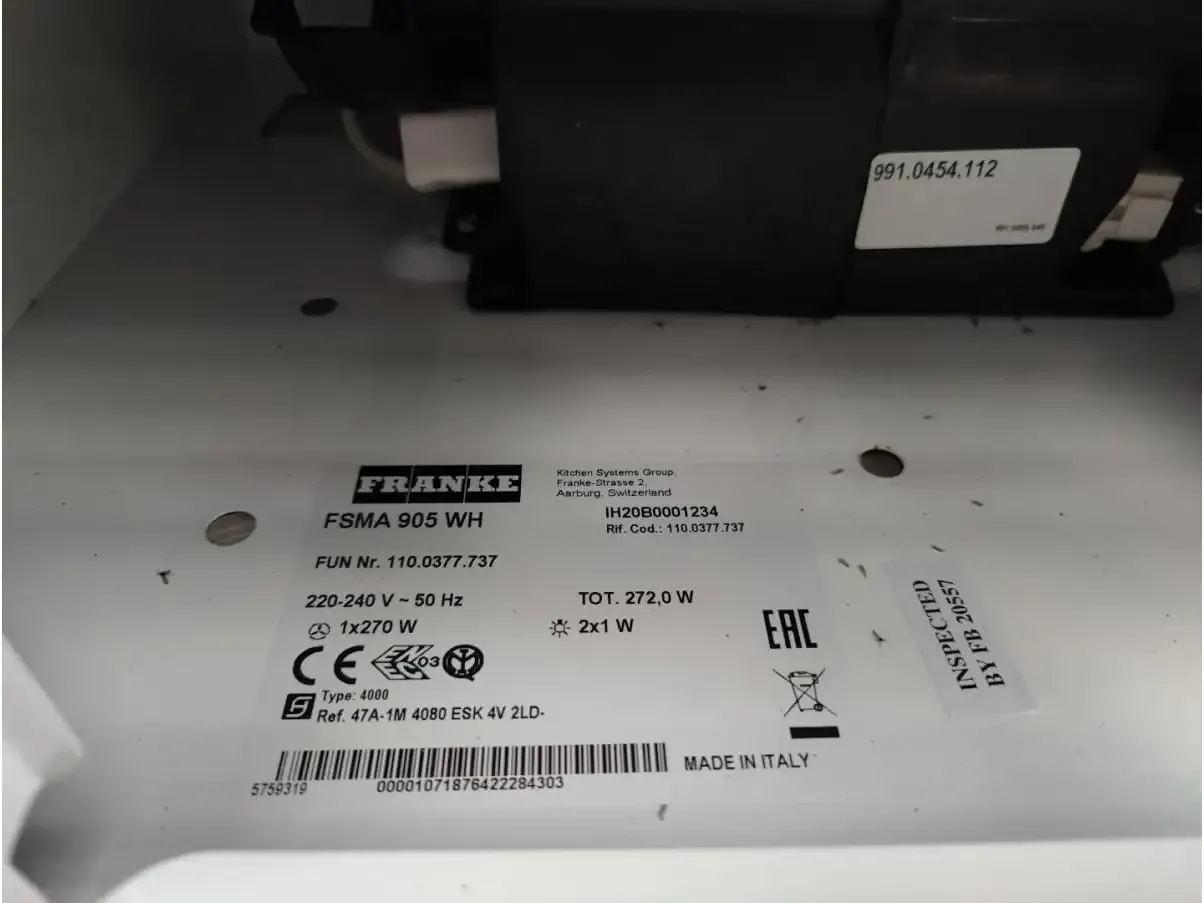 991.0454.112
FRANKE
Kitchen Systems Group,
Franke-Strasse 2,
Aarburg, Switzerland
FSMA 905 WH
IH20B0001234
Rif. Cod.: 110.0377.737
FUN Nr. 110.0377.737
220-240 V ~ 50 Hz
TOT. 272,0 W
1x270 W
2x1 W
CE
03
EAC
Type: 4000
Ref. 47A-1M 4080 ESK 4V 2LD-
INSPECTED
BY FB 20557
MADE IN ITALY
5759319
00001071876422284303